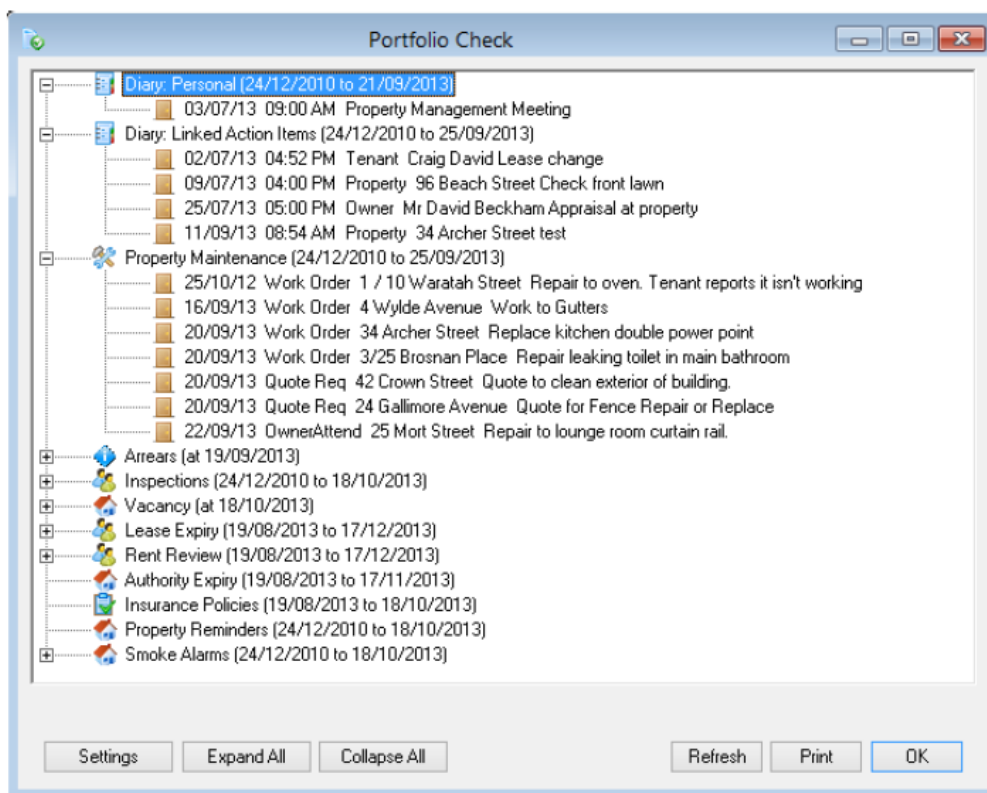 Portfolio Check
Diary: Personal (24/12/2010 to 21/09/2013)
03/07/13 09:00 AM Property Management Meeting
Diary: Linked Action Items (24/12/2010 to 25/09/2013)
02/07/13 04:52 PM Tenant Craig David Lease change
09/07/13 04:00 PM Property 96 Beach Street Check front lawn
25/07/13 05:00 PM Owner Mr David Beckham Appraisal at property
11/09/13 08:54 AM Property 34 Archer Street test
Property Maintenance (24/12/2010 to 25/09/2013)
25/10/12 Work Order 1 / 10 Waratah Street Repair to oven. Tenant reports it isn't working
16/09/13 Work Order 4 Wylde Avenue Work to Gutters
20/09/13 Work Order 34 Archer Street Replace kitchen double power point
20/09/13 Work Order 3/25 Brosnan Place Repair leaking toilet in main bathroom
20/09/13 Quote Req 42 Crown Street Quote to clean exterior of building.
20/09/13 Quote Req 24 Gallimore Avenue Quote for Fence Repair or Replace
22/09/13 OwnerAttend 25 Mort Street Repair to lounge room curtain rail.
Arrears (at 19/09/2013)
Inspections (24/12/2010 to 18/10/2013)
Vacancy (at 18/10/2013)
Lease Expiry (19/08/2013 to 17/12/2013)
Rent Review (19/08/2013 to 17/12/2013)
Authority Expiry (19/08/2013 to 17/11/2013)
Insurance Policies (19/08/2013 to 18/10/2013)
Property Reminders (24/12/2010 to 18/10/2013)
Smoke Alarms (24/12/2010 to 18/10/2013)
Settings Expand All Collapse All Refresh Print OK